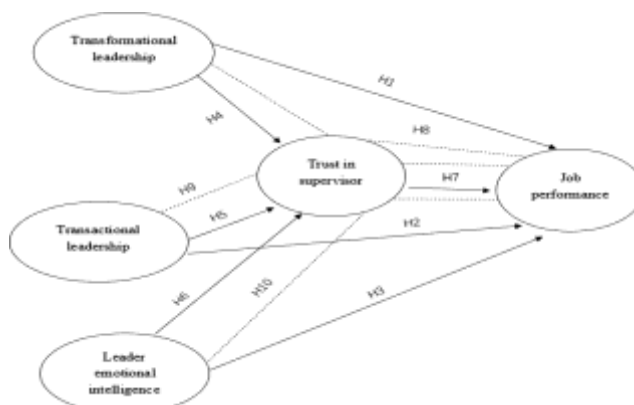 Transformational
leadership
H1
H4
H8
Trust in
supervisor
H7
Job
performance
H9
H5
Transactional
leadership
H2
H6
H10
H3
Leader
emotional
intelligence